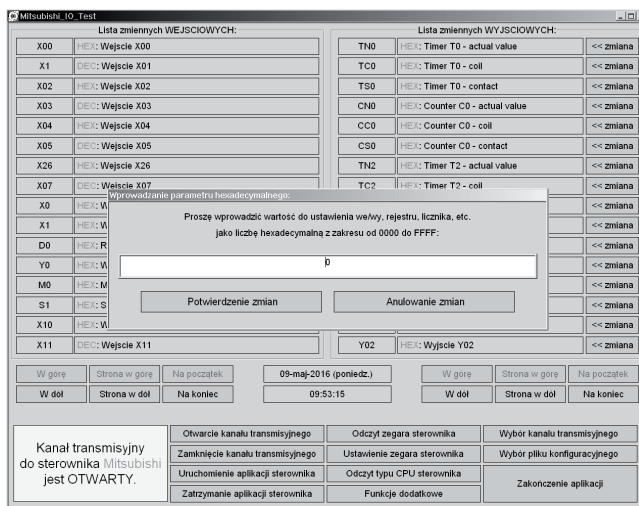 Mitsubishi_IO_Test
Lista zmiennych WEJSCIOWYCH: Lista zmiennych WYJSCIOWYCH:
X00 HEX: Wejscie X00 TN0 HEX: Timer T0 - actual value << zmiana
X1 DEC: Wejscie X01 TC0 HEX: Timer T0 - coil << zmiana
X02 HEX: Wejscie X02 TS0 HEX: Timer T0 - contact << zmiana
X03 DEC: Wejscie X03 CN0 HEX: Counter C0 - actual value << zmiana
X04 HEX: Wejscie X04 CC0 HEX: Counter C0 - coil << zmiana
X05 DEC: Wejscie X05 CS0 HEX: Counter C0 - contact << zmiana
X26 HEX: Wejscie X26 TN2 HEX: Timer T2 - actual value << zmiana
X07 DEC: Wejscie X07 TC2 HEX: Timer T2 - coil << zmiana
Wprowadzanie parametru hexadecymalnego:
X0 HEX: W << zmiana
Proszę wprowadzić wartość do ustawienia we/wy, rejestru, licznika, etc.
X1 HEX: W << zmiana
jako liczbę hexadecymalną z zakresu od 0000 do FFFF:
D0 HEX: R << zmiana
Y0 HEX: W 0 << zmiana
M0 HEX: M << zmiana
S1 HEX: S Potwierdzenie zmian Anulowanie zmian << zmiana
X10 HEX: W << zmiana
X11 DEC: Wejscie X11 Y02 HEX: Wyjscie Y02 << zmiana
W górę Strona w górę Na początek 09-maj-2016 (poniedz.) W górę Strona w górę Na początek
W dół Strona w dół Na koniec 09:53:15 W dół Strona w dół Na koniec
Kanał transmisyjny
do sterownika Mitsubishi
jest OTWARTY.
Otwarcie kanału transmisyjnego Odczyt zegara sterownika Wybór kanału transmisyjnego
Zamknięcie kanału transmisyjnego Ustawienie zegara sterownika Wybór pliku konfiguracyjnego
Uruchomienie aplikacji sterownika Odczyt typu CPU sterownika Zakończenie aplikacji
Zatrzymanie aplikacji sterownika Funkcje dodatkowe